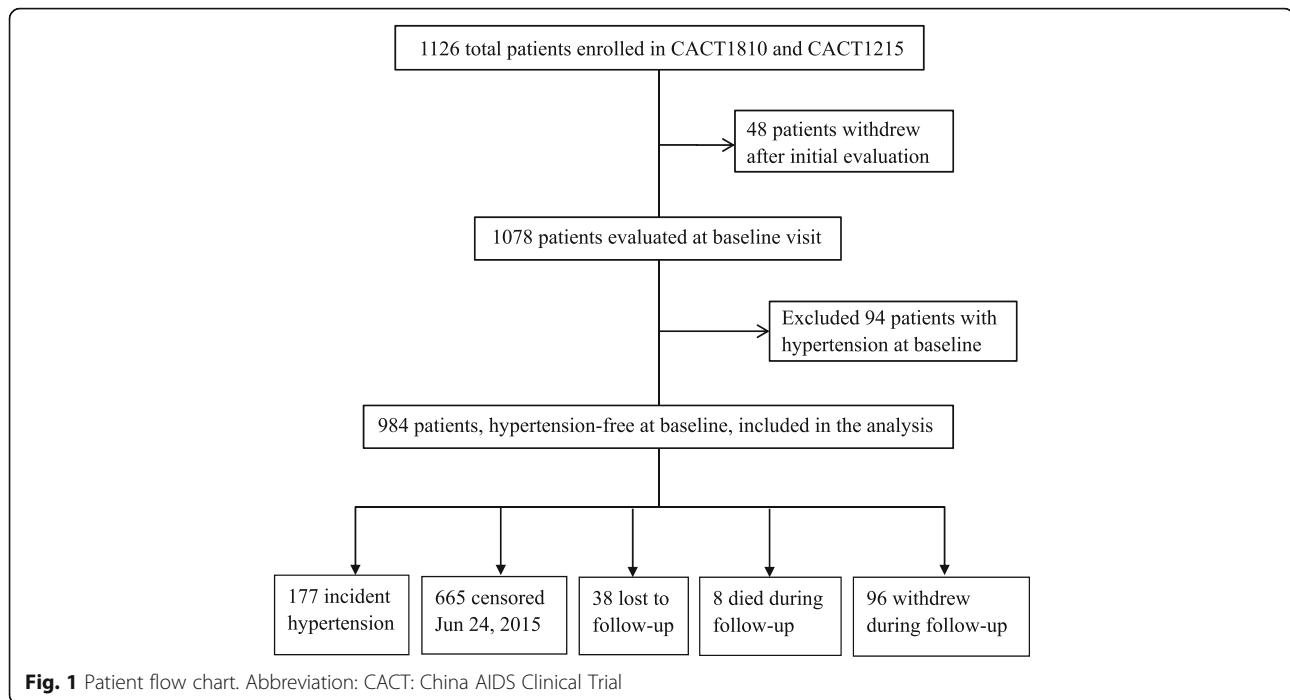 1126 total patients enrolled in CACT1810 and CACT1215
48 patients withdrew
after initial evaluation
1078 patients evaluated at baseline visit
Excluded 94 patients with
hypertension at baseline
984 patients, hypertension-free at baseline, included in the analysis
177 incident
hypertension
665 censored
Jun 24, 2015
38 lost to
follow-up
8 died during
follow-up
96 withdrew
during follow-up
Fig. 1 Patient flow chart. Abbreviation: CACT: China AIDS Clinical Trial